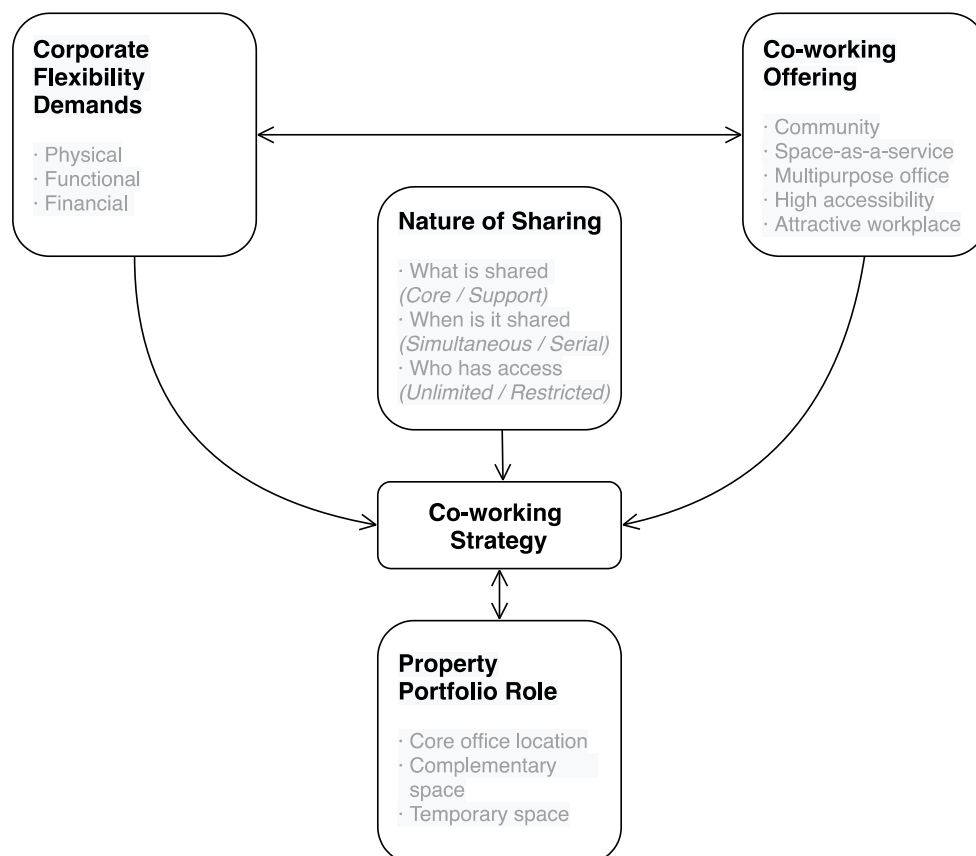 Corporate
Flexibility
Demands
· Physical
· Functional
· Financial
Co-working
Offering
· Community
· Space-as-a-service
· Multipurpose office
· High accessibility
· Attractive workplace
Nature of Sharing
· What is shared
(Core / Support)
· When is it shared
(Simultaneous / Serial)
· Who has access
(Unlimited / Restricted)
Co-working
Strategy
Property
Portfolio Role
· Core office location
· Complementary
space
· Temporary space